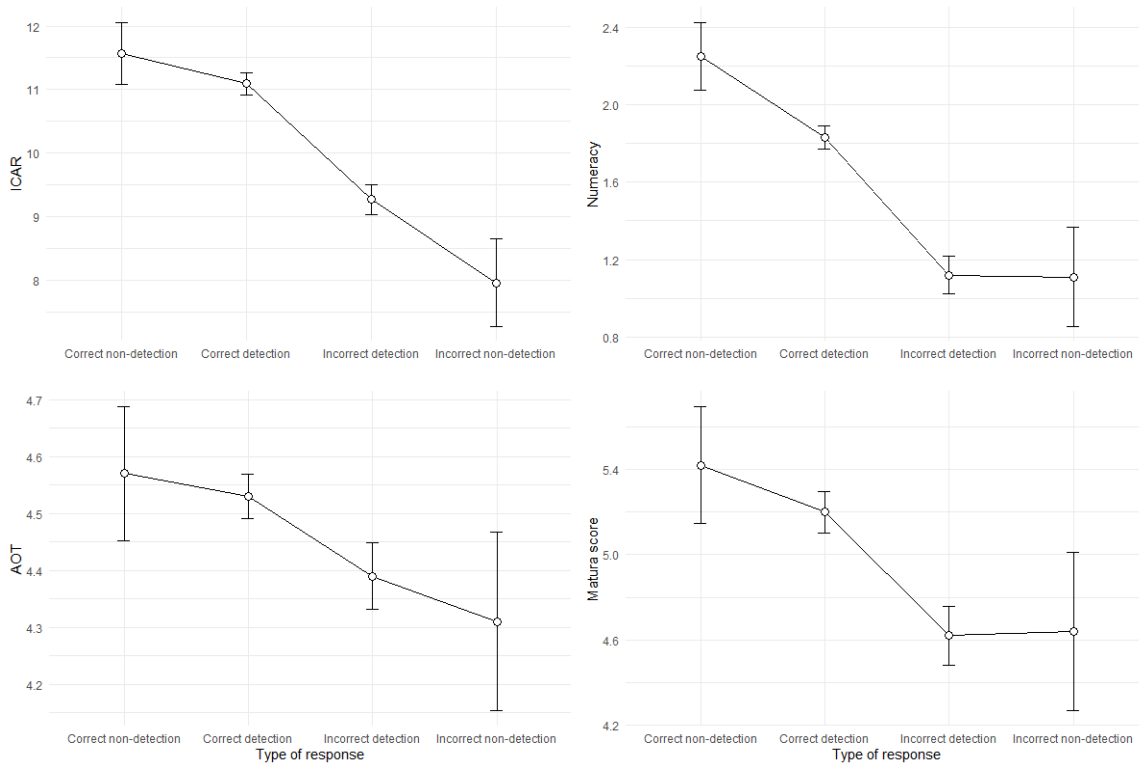 12
11
10
9
8
ICAR
Correct non-detection Correct detection Incorrect detection Incorrect non-detection
2.4
2.0
1.6
1.2
0.8
Numeracy
Correct non-detection Correct detection Incorrect detection Incorrect non-detection
4.7
4.6
4.5
4.4
4.3
4.2
AOT
Correct non-detection Correct detection Incorrect detection Incorrect non-detection
Type of response
5.4
5.0
4.6
4.2
Matura score
Correct non-detection Correct detection Incorrect detection Incorrect non-detection
Type of response